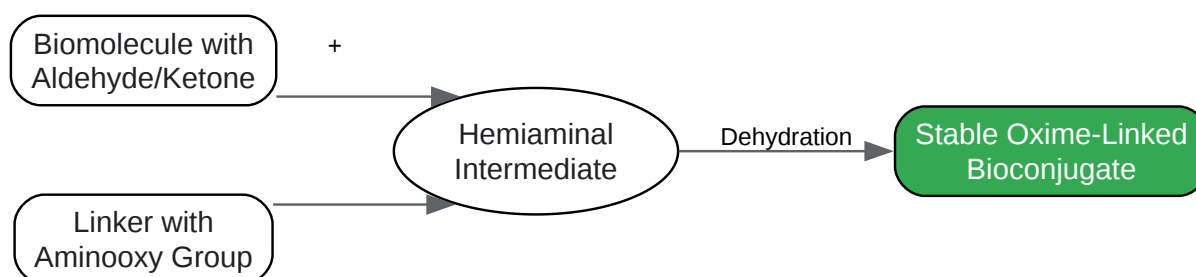 Biomolecule with
Aldehyde/Ketone
+
Linker with
Aminooxy Group
Hemiaminal
Intermediate
Dehydration
Stable Oxime-Linked
Bioconjugate